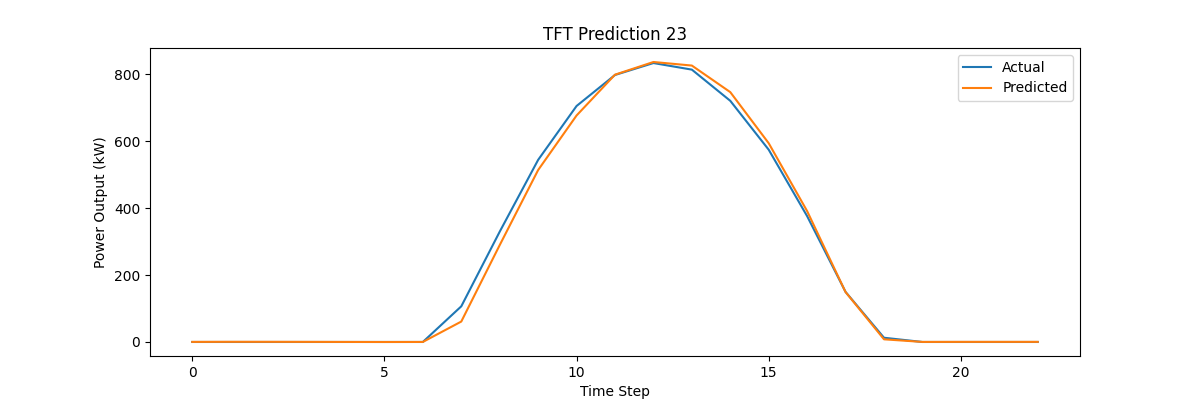 TFT Prediction 23
Actual
Predicted
Power Output (kW)
800
600
400
200
0
0 5 10 15 20
Time Step